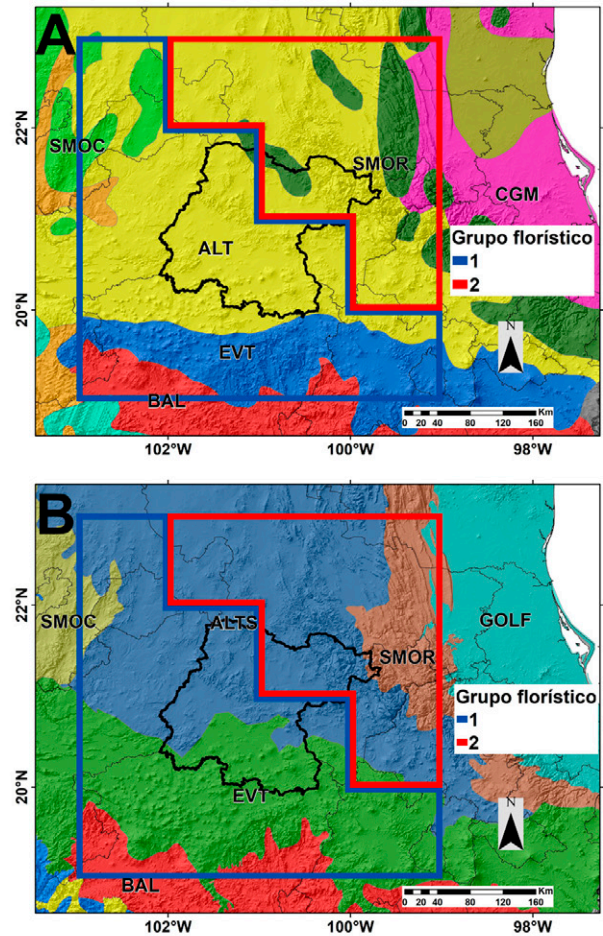 A
22°N
SMOC
SMOR
CGM
Grupo florístico
1
2
ALT
20°N
EVT
N
BAL
Km
0 20 40 80 120 160
102°W
100°W
98°W
B
22°N
SMOC
ALTS
GOLF
SMOR
Grupo florístico
1
2
20°N
EVT
N
BAL
Km
0 20 40 80 120 160
102°W
100°W
98°W